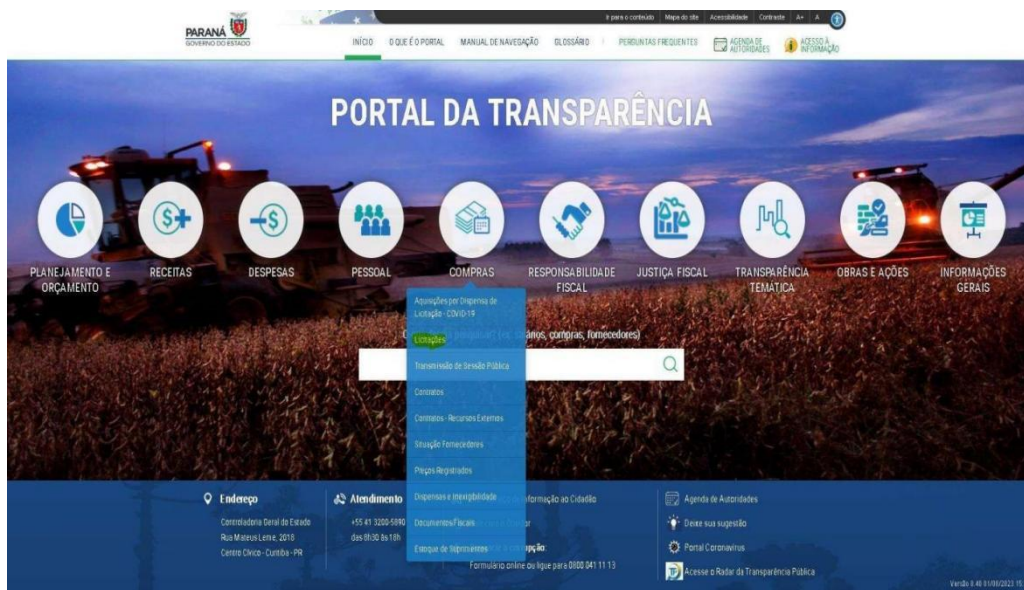 Ir para o conteúdo Mapa do site Acessibilidade Contraste A+ A
PARANÁ
GOVERNO DO ESTADO
INÍCIO O QUE É O PORTAL MANUAL DE NAVEGAÇÃO GLOSSÁRIO PERGUNTAS FREQUENTES AGENDA DE AUTORIDADES ACESSO À INFORMAÇÃO
PORTAL DA TRANSPARÊNCIA
PLANEJAMENTO E ORÇAMENTO
RECEITAS
DESPESAS
PESSOAL
COMPRAS
RESPONSABILIDADE FISCAL
JUSTIÇA FISCAL
TRANSPARÊNCIA TEMÁTICA
OBRAS E AÇÕES
INFORMAÇÕES GERAIS
Aquisições por Dispensa de
Licitação - COVID-19
Licitações
compras, fornecedores)
Transmissão de Sessão Pública
Contratos
Contratos - Recursos Externos
Situação Fornecedores
Preços Registrados
Dispensas e Inexigibilidade
Documentos Fiscais
Estoque de Suprimentos
Endereço
Controladoria Geral do Estado
Rua Mateus Leme, 2018
Centro Cívico - Curitiba - PR
Atendimento
+55 41 3200-5890
das 8h30 às 18h
Informação ao Cidadão
Formulário online ou ligue para 0800 041 11 13
Agenda de Autoridades
Deixe sua sugestão
Portal Coronavírus
Acesse o Radar da Transparência Pública